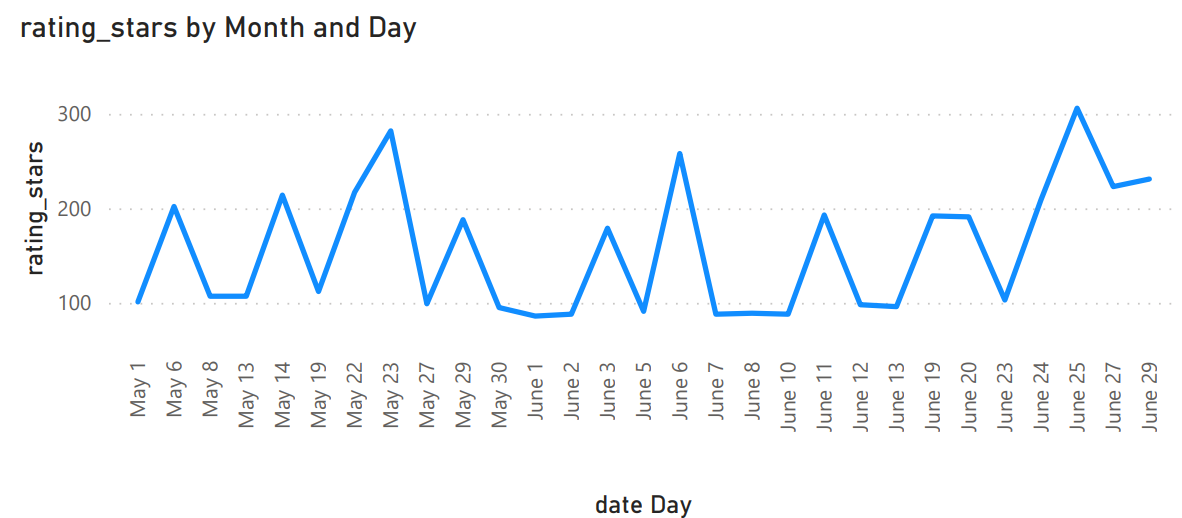 rating_stars by Month and Day
300
200
100
rating_stars
May 1
May 6
May 8
May 13
May 14
May 19
May 22
May 23
May 27
May 29
May 30
June 1
June 2
June 3
June 5
June 6
June 7
June 8
June 10
June 11
June 12
June 13
June 19
June 20
June 23
June 24
June 25
June 27
June 29
date Day